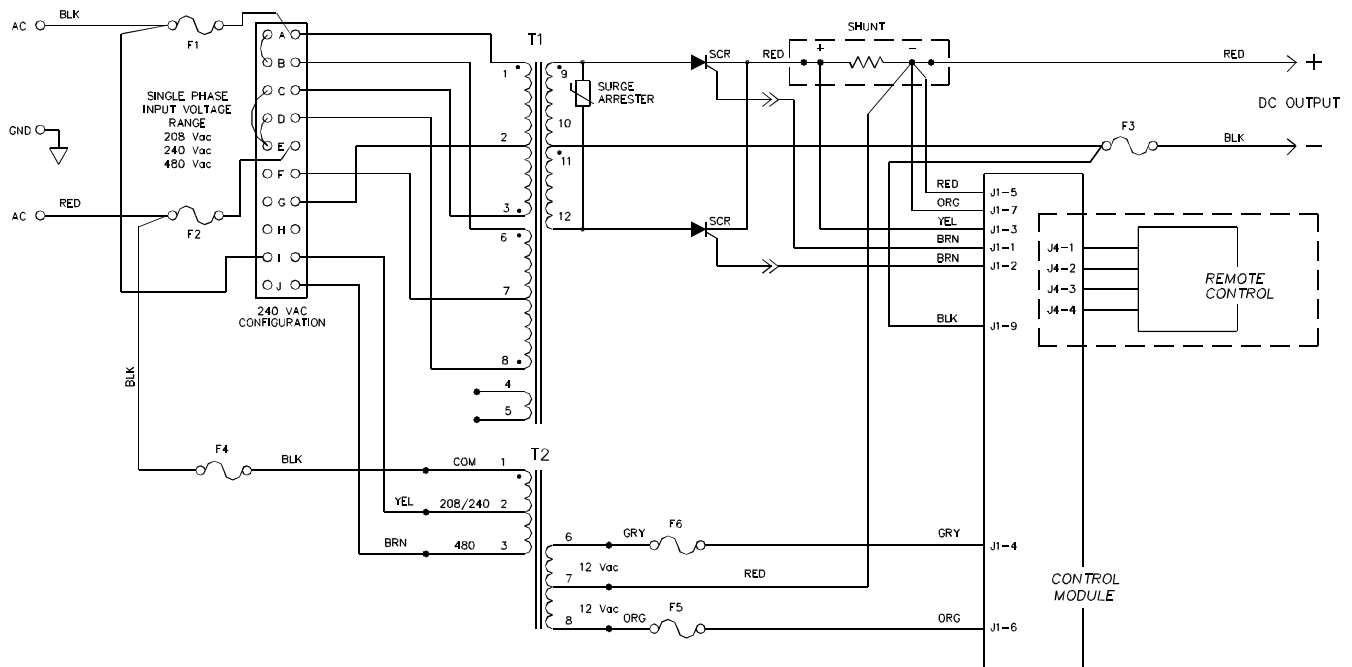 AC
BLK
F1
GND
SINGLE PHASE
INPUT VOLTAGE
RANGE
208 Vac
240 Vac
480 Vac
AC
RED
F2
A
B
C
D
E
F
G
H
I
J
240 VAC
CONFIGURATION
BLK
F4
BLK
T1
1
2
3
6
7
8
4
5
9
10
11
12
SURGE
ARRESTER
SCR
SCR
RED
SHUNT
+
-
RED
+
DC OUTPUT
F3
BLK
-
RED
J1-5
ORG
J1-7
YEL
J1-3
BRN
J1-1
BRN
J1-2
BLK
J1-9
J4-1
J4-2
J4-3
J4-4
REMOTE
CONTROL
T2
COM
1
YEL
208/240
2
BRN
480
3
6
GRY
F6
GRY
J1-4
12 Vac
7
RED
12 Vac
8
ORG
F5
ORG
J1-6
CONTROL
MODULE